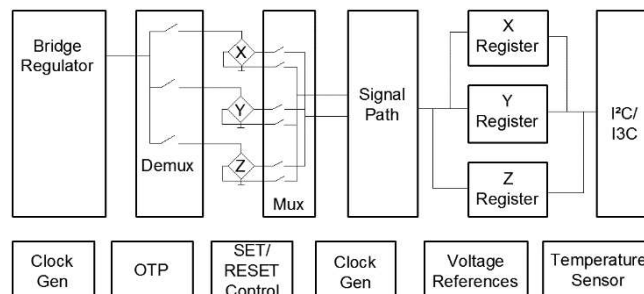 Bridge
Regulator
Demux
X
Y
Z
Mux
Signal
Path
X
Register
Y
Register
Z
Register
I²C/
I3C
Clock
Gen
OTP
SET/
RESET
Control
Clock
Gen
Voltage
References
Temperature
Sensor